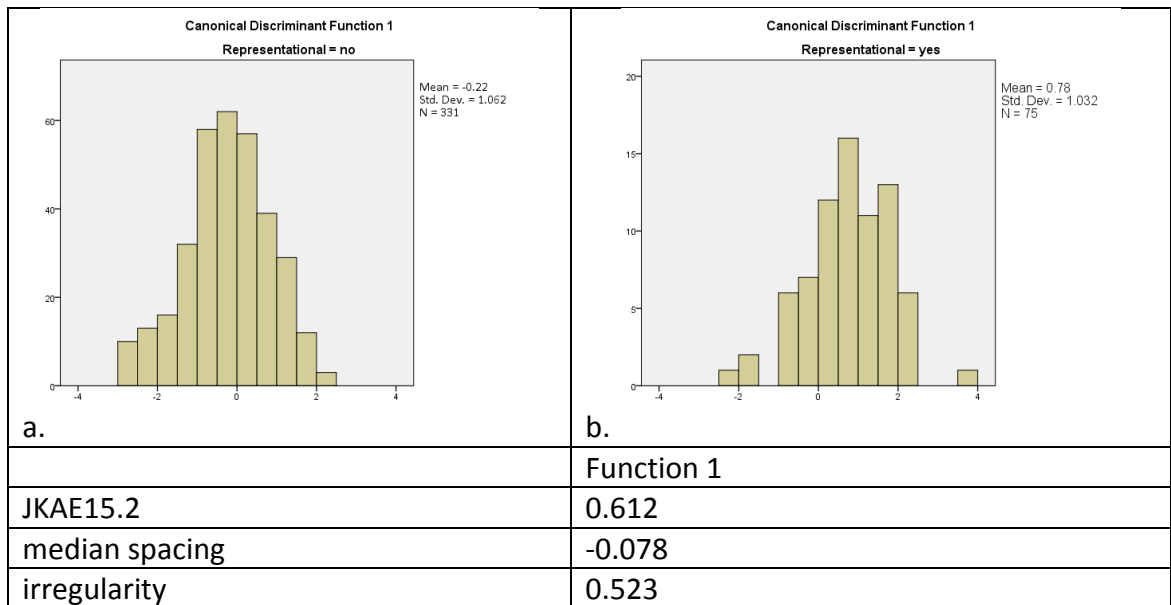 Canonical Discriminant Function 1
Representational = no
Mean = -0.22
Std. Dev. = 1.062
N = 331
60
40
20
0
-4 -2 0 2 4
a.
Canonical Discriminant Function 1
Representational = yes
Mean = 0.78
Std. Dev. = 1.032
N = 75
20
15
10
5
0
-4 -2 0 2 4
b.
Function 1
JKAE15.2 0.612
median spacing -0.078
irregularity 0.523